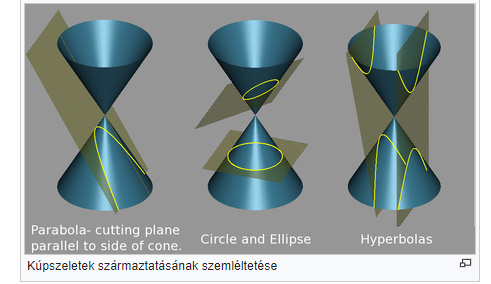 Parabola- cutting plane
parallel to side of cone.
Circle and Ellipse
Hyperbolas
Kúpszeletek származtatásának szemléltetése